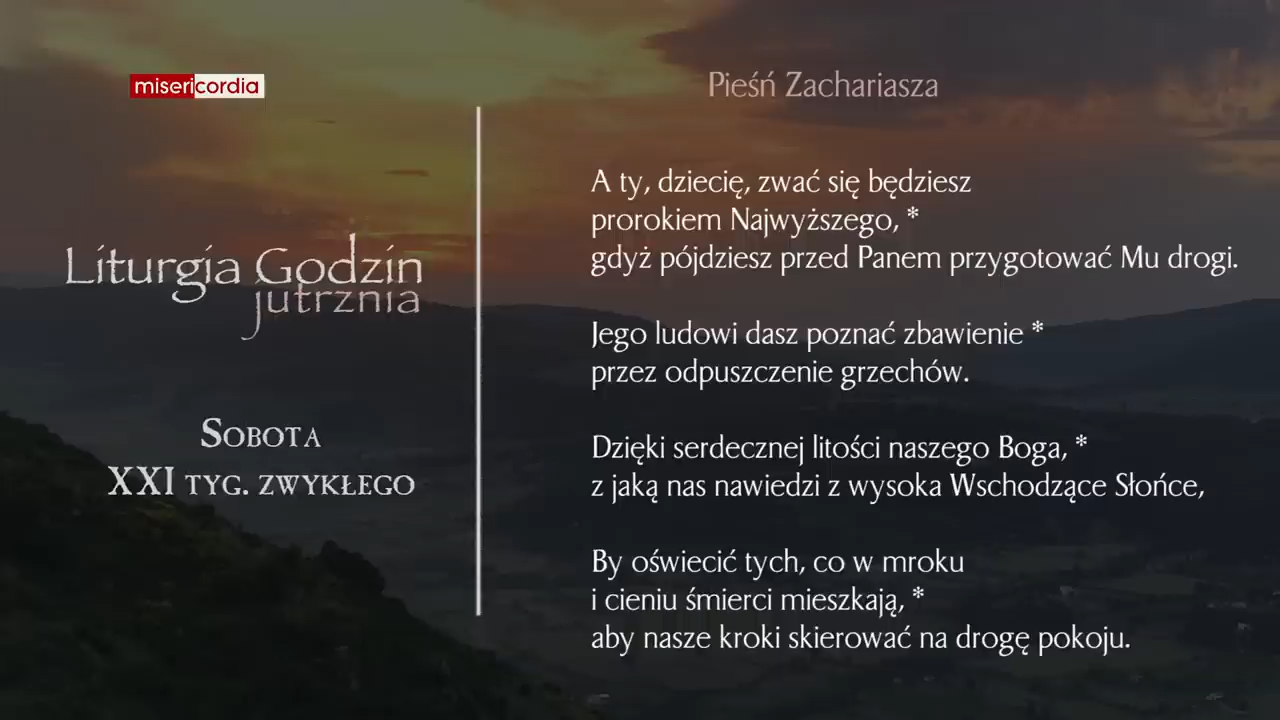 misericordia
Liturgia Godzin
jutrznia
Sobota
XXI tyg. zwykłego
Pieśń Zachariasza
A ty, dziecię, zwać się będziesz
prorokiem Najwyższego, *
gdyż pójdziesz przed Panem przygotować Mu drogi.
Jego ludowi dasz poznać zbawienie *
przez odpuszczenie grzechów.
Dzięki serdecznej litości naszego Boga, *
z jaką nas nawiedzi z wysoka Wschodzące Słońce,
By oświecić tych, co w mroku
i cieniu śmierci mieszkają, *
aby nasze kroki skierować na drogę pokoju.